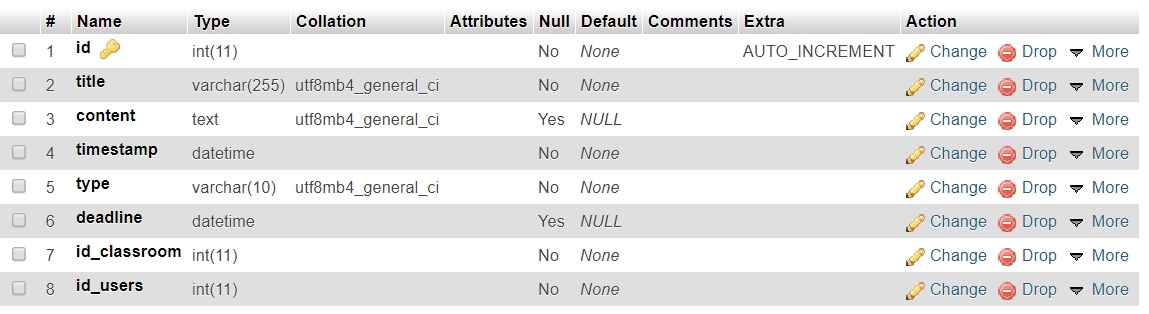 # Name Type Collation Attributes Null Default Comments Extra Action
1 id int(11) No None AUTO_INCREMENT Change Drop More
2 title varchar(255) utf8mb4_general_ci No None Change Drop More
3 content text utf8mb4_general_ci Yes NULL Change Drop More
4 timestamp datetime No None Change Drop More
5 type varchar(10) utf8mb4_general_ci No None Change Drop More
6 deadline datetime Yes NULL Change Drop More
7 id_classroom int(11) No None Change Drop More
8 id_users int(11) No None Change Drop More